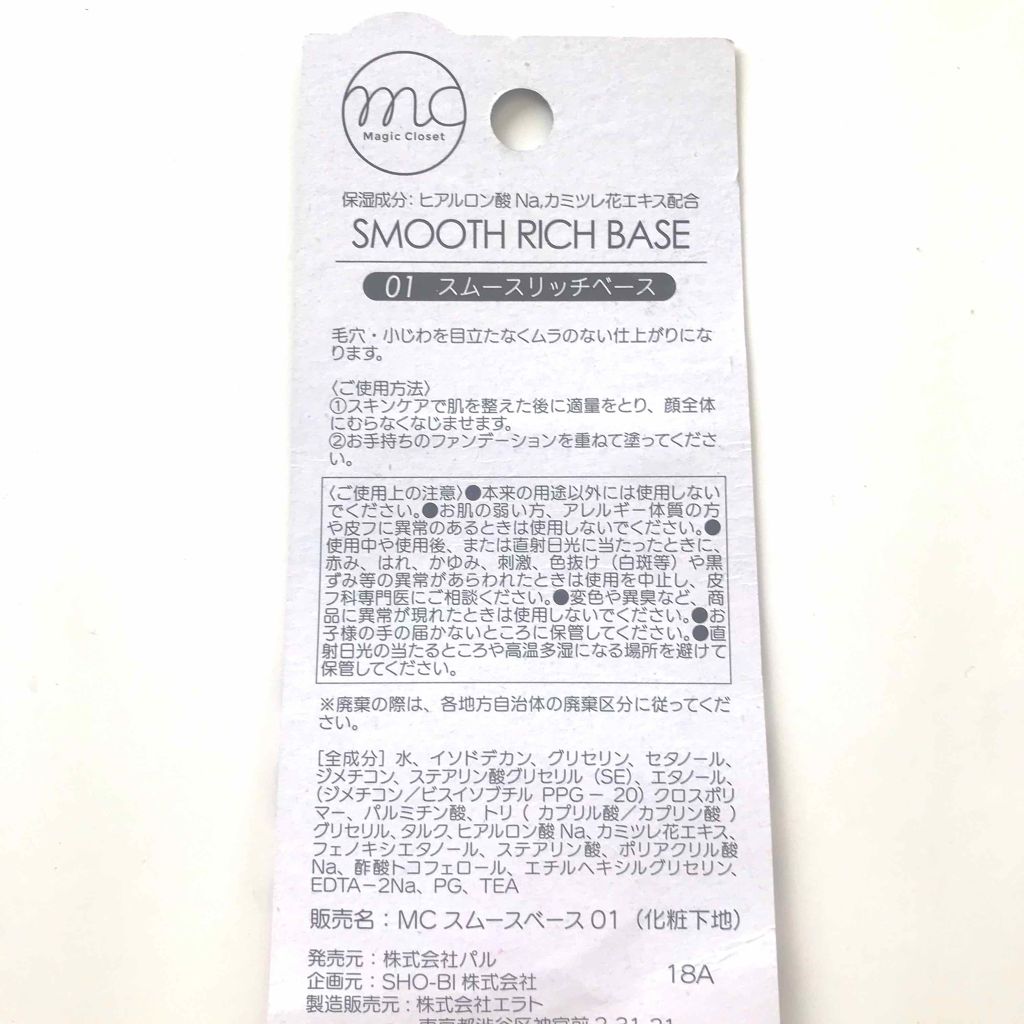 mc
Magic Closet
保湿成分：ヒアルロン酸Na,カミツレ花エキス配合
SMOOTH RICH BASE
01 スムースリッチベース
毛穴・小じわを目立たなくムラのない仕上がりにな
ります。
〈ご使用方法〉
①スキンケアで肌を整えた後に適量をとり、顔全体
にむらなくなじませます。
②お手持ちのファンデーションを重ねて塗ってくださ
い。
〈ご使用上の注意〉●本来の用途以外には使用しない
でください。●お肌の弱い方、アレルギー体質の方
や皮フに異常のあるときは使用しないでください。●
使用中や使用後、または直射日光に当たったときに、
赤み、はれ、かゆみ、刺激、色抜け（白斑等）や黒
ずみ等の異常があらわれたときは使用を中止し、皮
フ科専門医にご相談ください。●変色や異臭など、商
品に異常が現れたときは使用しないでください。●お
子様の手の届かないところに保管してください。●直
射日光の当たるところや高温多湿になる場所を避けて
保管してください。
※廃棄の際は、各地方自治体の廃棄区分に従ってくだ
さい。
［全成分］水、イソドデカン、グリセリン、セタノール、
ジメチコン、ステアリン酸グリセリル（SE）、エタノール、
（ジメチコン／ビスイソブチル PPG－20）クロスポリ
マー、パルミチン酸、トリ（カプリル酸／カプリン酸）
グリセリル、タルク、ヒアルロン酸Na、カミツレ花エキス、
フェノキシエタノール、ステアリン酸、ポリアクリル酸
Na、酢酸トコフェロール、エチルヘキシルグリセリン、
EDTA－2Na、PG、TEA
販売名：MC スムースベース01（化粧下地）
発売元：株式会社パル
企画元：SHO-BI株式会社
18A
製造販売元：株式会社エラト
東京都渋谷区神宮前2-31-21